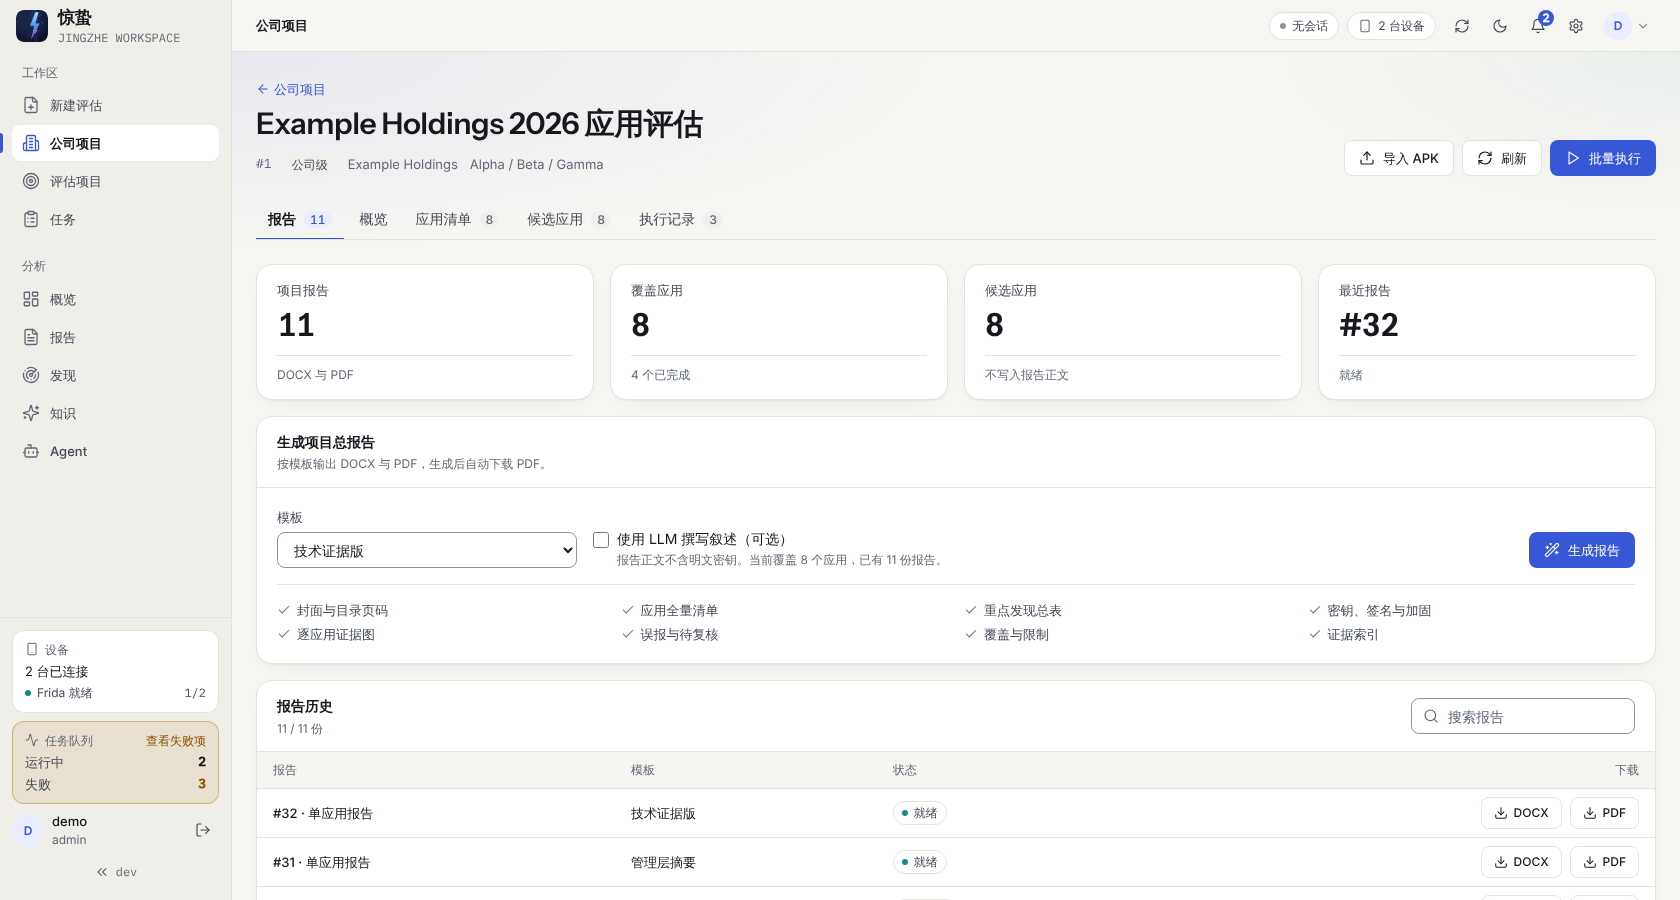 惊蛰
JINGZHE WORKSPACE
工作区
新建评估
公司项目
评估项目
任务
分析
概览
报告
发现
知识
Agent
设备
2 台已连接
Frida 就绪 1/2
任务队列 查看失败项
运行中 2
失败 3
D
demo
admin
dev
公司项目
无会话
2 台设备
2
D
公司项目
Example Holdings 2026 应用评估
#1 公司级 Example Holdings Alpha / Beta / Gamma
导入 APK
刷新
批量执行
报告 11 概览 应用清单 8 候选应用 8 执行记录 3
项目报告
11
DOCX 与 PDF
覆盖应用
8
4 个已完成
候选应用
8
不写入报告正文
最近报告
#32
就绪
生成项目总报告
按模板输出 DOCX 与 PDF，生成后自动下载 PDF。
模板
技术证据版
使用 LLM 撰写叙述（可选）
报告正文不含明文密钥。当前覆盖 8 个应用，已有 11 份报告。
生成报告
封面与目录页码 应用全量清单 重点发现总表 密钥、签名与加固
逐应用证据图 误报与待复核 覆盖与限制 证据索引
报告历史
11 / 11 份
搜索报告
报告 模板 状态 下载
#32 · 单应用报告 技术证据版 就绪 DOCX PDF
#31 · 单应用报告 管理层摘要 就绪 DOCX PDF